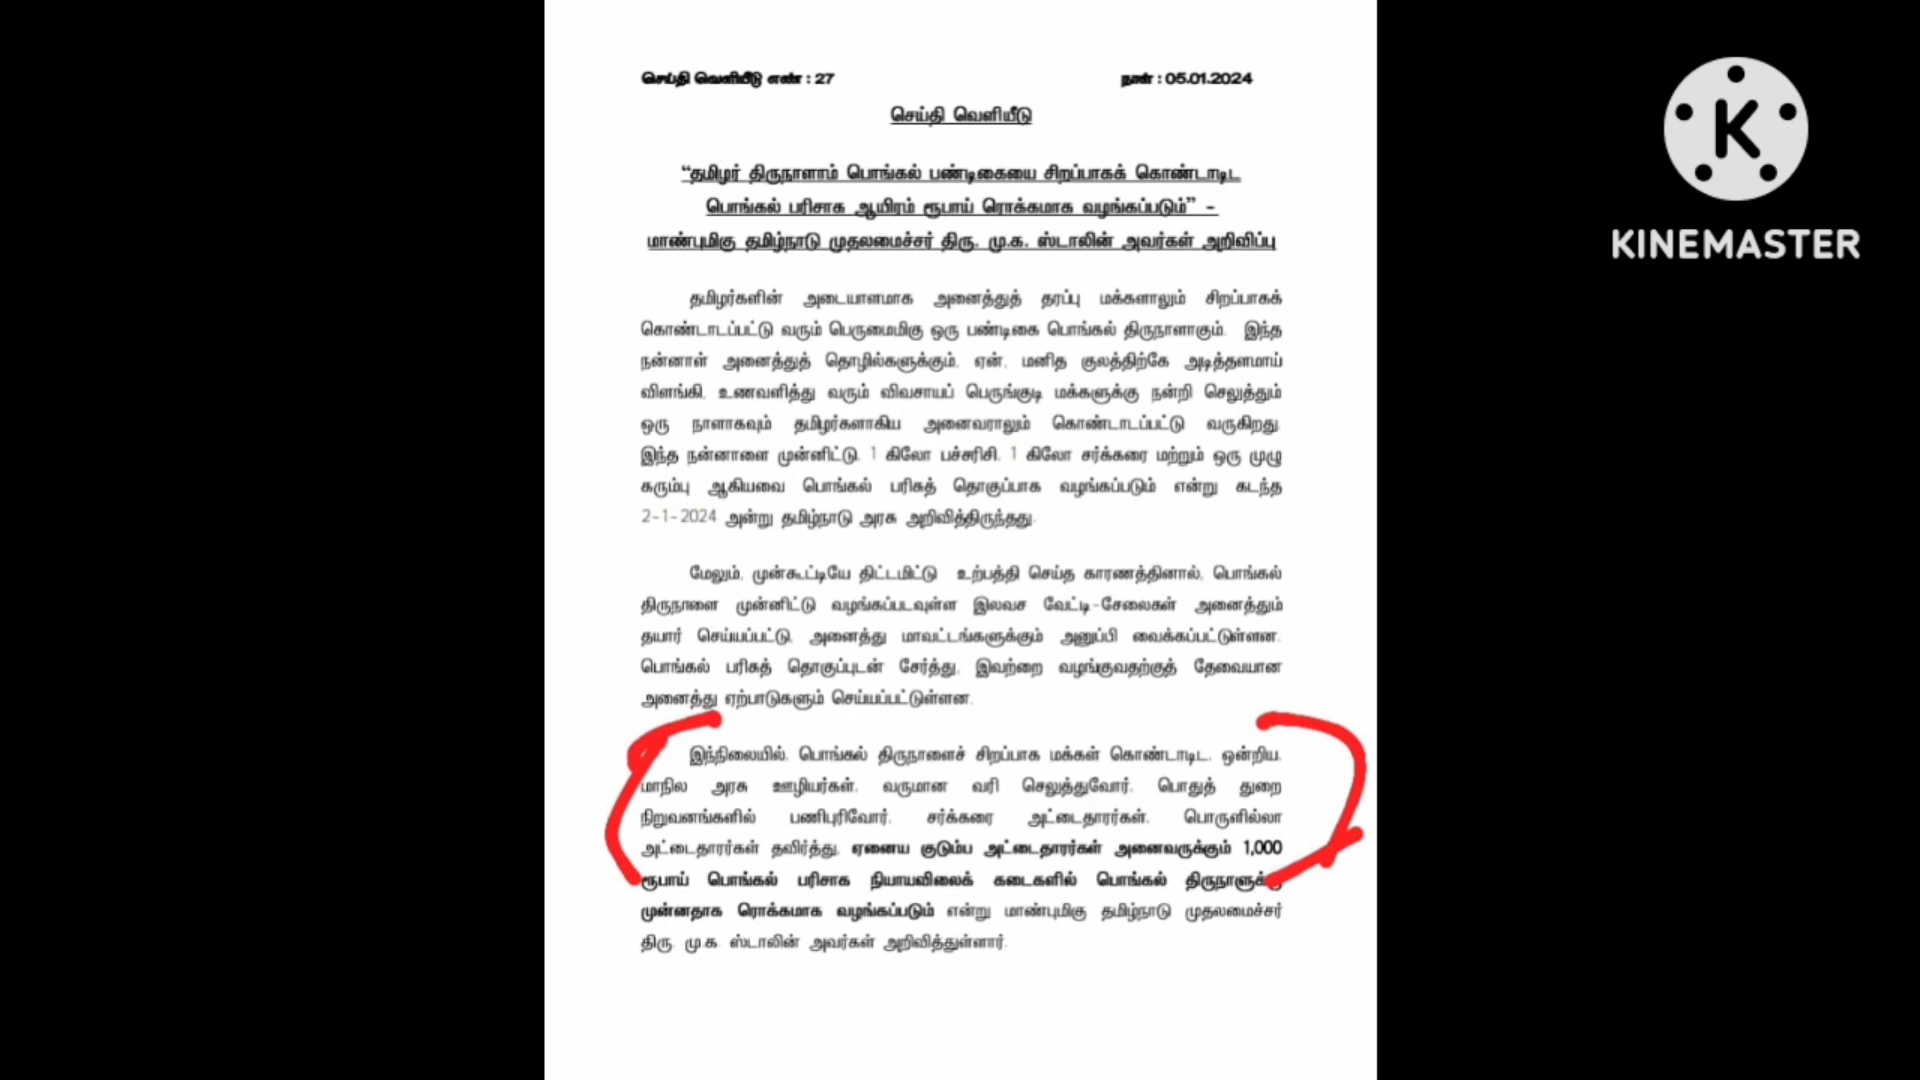 செய்தி வெளியீடு எண் : 27 நாள் : 05.01.2024
செய்தி வெளியீடு
“தமிழர் திருநாளாம் பொங்கல் பண்டிகையை சிறப்பாகக் கொண்டாடிட
பொங்கல் பரிசாக ஆயிரம் ரூபாய் ரொக்கமாக வழங்கப்படும்” –
மாண்புமிகு தமிழ்நாடு முதலமைச்சர் திரு. மு.க. ஸ்டாலின் அவர்கள் அறிவிப்பு
தமிழர்களின் அடையாளமாக அனைத்துத் தரப்பு மக்களாலும் சிறப்பாகக்
கொண்டாடப்பட்டு வரும் பெருமைமிகு ஒரு பண்டிகை பொங்கல் திருநாளாகும். இந்த
நன்னாள் அனைத்துத் தொழில்களுக்கும், ஏன், மனித குலத்திற்கே அடித்தளமாய்
விளங்கி, உணவளித்து வரும் விவசாயப் பெருங்குடி மக்களுக்கு நன்றி செலுத்தும்
ஒரு நாளாகவும் தமிழர்களாகிய அனைவராலும் கொண்டாடப்பட்டு வருகிறது.
இந்த நன்னாளை முன்னிட்டு, 1 கிலோ பச்சரிசி, 1 கிலோ சர்க்கரை மற்றும் ஒரு முழு
கரும்பு ஆகியவை பொங்கல் பரிசுத் தொகுப்பாக வழங்கப்படும் என்று கடந்த
2-1-2024 அன்று தமிழ்நாடு அரசு அறிவித்திருந்தது.
மேலும், முன்கூட்டியே திட்டமிட்டு உற்பத்தி செய்த காரணத்தினால், பொங்கல்
திருநாளை முன்னிட்டு வழங்கப்படவுள்ள இலவச வேட்டி-சேலைகள் அனைத்தும்
தயார் செய்யப்பட்டு, அனைத்து மாவட்டங்களுக்கும் அனுப்பி வைக்கப்பட்டுள்ளன.
பொங்கல் பரிசுத் தொகுப்புடன் சேர்த்து, இவற்றை வழங்குவதற்குத் தேவையான
அனைத்து ஏற்பாடுகளும் செய்யப்பட்டுள்ளன.
இந்நிலையில், பொங்கல் திருநாளைச் சிறப்பாக மக்கள் கொண்டாடிட, ஒன்றிய,
மாநில அரசு ஊழியர்கள், வருமான வரி செலுத்துவோர், பொதுத் துறை
நிறுவனங்களில் பணிபுரிவோர், சர்க்கரை அட்டைதாரர்கள், பொருளில்லா
அட்டைதாரர்கள் தவிர்த்து, ஏனைய குடும்ப அட்டைதாரர்கள் அனைவருக்கும் 1,000
ரூபாய் பொங்கல் பரிசாக நியாயவிலைக் கடைகளில் பொங்கல் திருநாளுக்கு
முன்னதாக ரொக்கமாக வழங்கப்படும் என்று மாண்புமிகு தமிழ்நாடு முதலமைச்சர்
திரு. மு.க. ஸ்டாலின் அவர்கள் அறிவித்துள்ளார்.
K
KINEMASTER